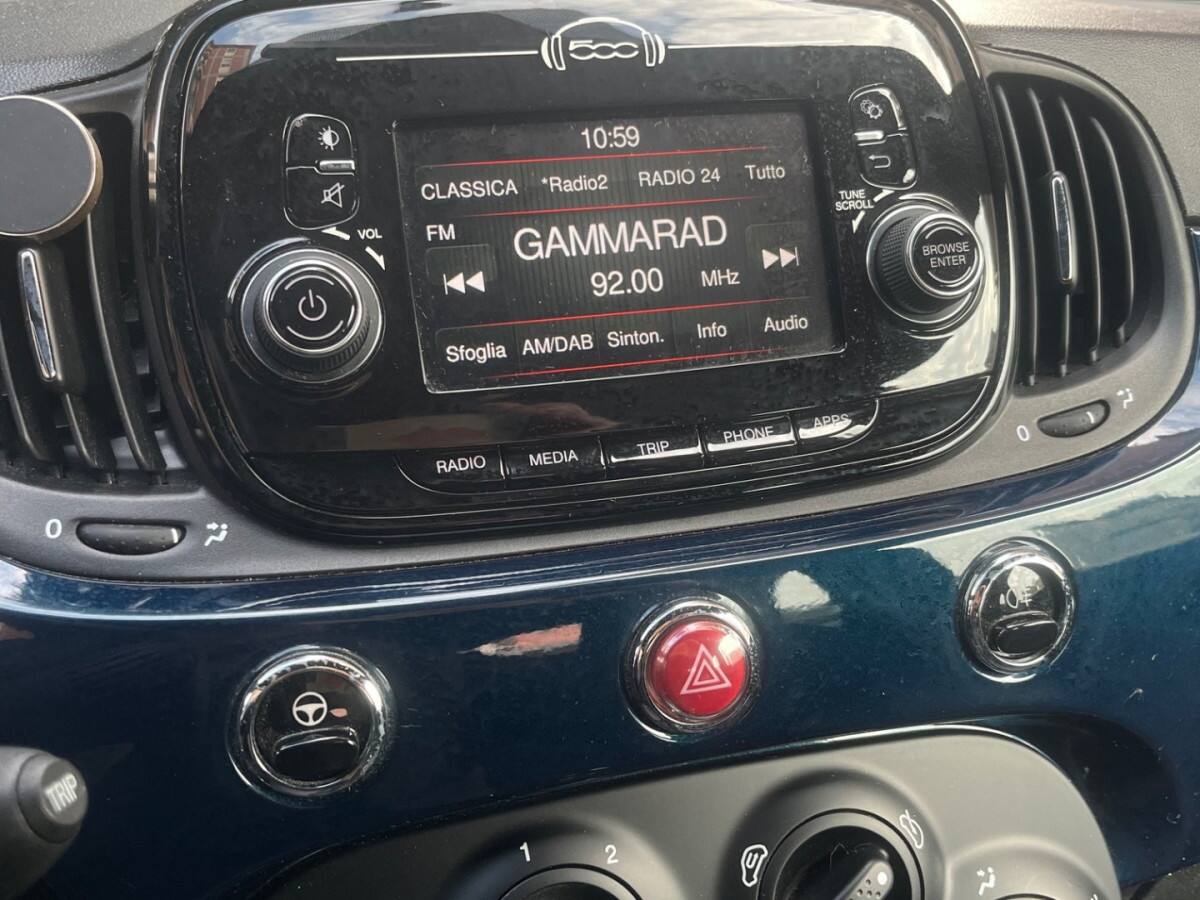 500
10:59
CLASSICA *Radio2 RADIO 24 Tutto
FM
GAMMARAD
92.00 MHz
Sfoglia AM/DAB Sinton. Info Audio
VOL
TUNE
SCROLL
BROWSE
ENTER
RADIO MEDIA TRIP PHONE APPS
0
0
TRIP
1 2